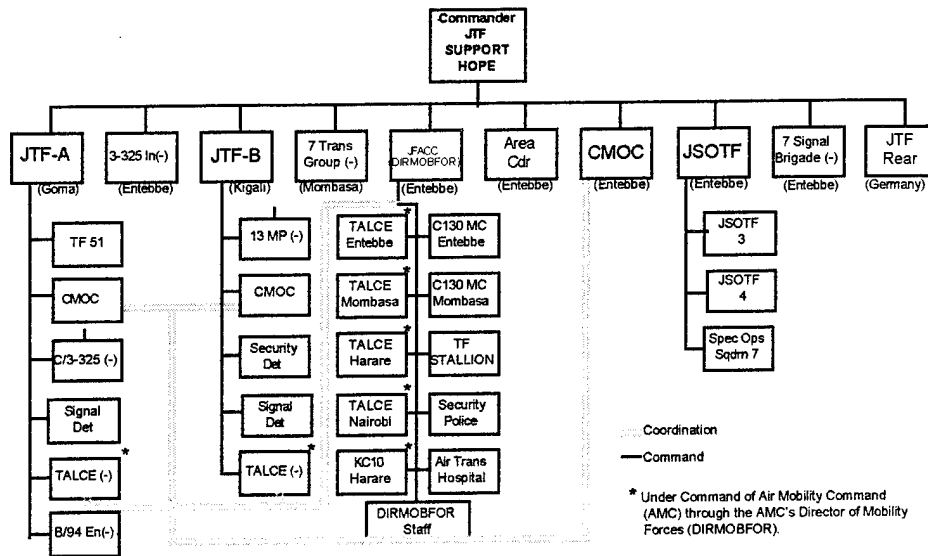 Commander
JTF
SUPPORT
HOPE
JTF-A
(Goma)
3-325 In(-)
(Entebbe)
JTF-B
(Kigali)
7 Trans
Group (-)
(Mombasa)
JFACC
(DIRMOBFOR)
(Entebbe)
Area
Cdr
(Entebbe)
CMOC
(Entebbe)
JSOTF
(Entebbe)
7 Signal
Brigade (-)
(Entebbe)
JTF
Rear
(Germany)
TF 51
CMOC
C/3-325 (-)
Signal
Det
TALCE (-)
*
B/94 En(-)
13 MP (-)
CMOC
Security
Det
Signal
Det
TALCE (-)
*
TALCE
Entebbe
*
C130 MC
Entebbe
TALCE
Mombasa
*
C130 MC
Mombasa
TALCE
Harare
*
TF
STALLION
TALCE
Nairobi
*
Security
Police
KC10
Harare
*
Air Trans
Hospital
DIRMOBFOR
Staff
JSOTF
3
JSOTF
4
Spec Ops
Sqdrn 7
Coordination
Command
* Under Command of Air Mobility Command
(AMC) through the AMC's Director of Mobility
Forces (DIRMOBFOR).